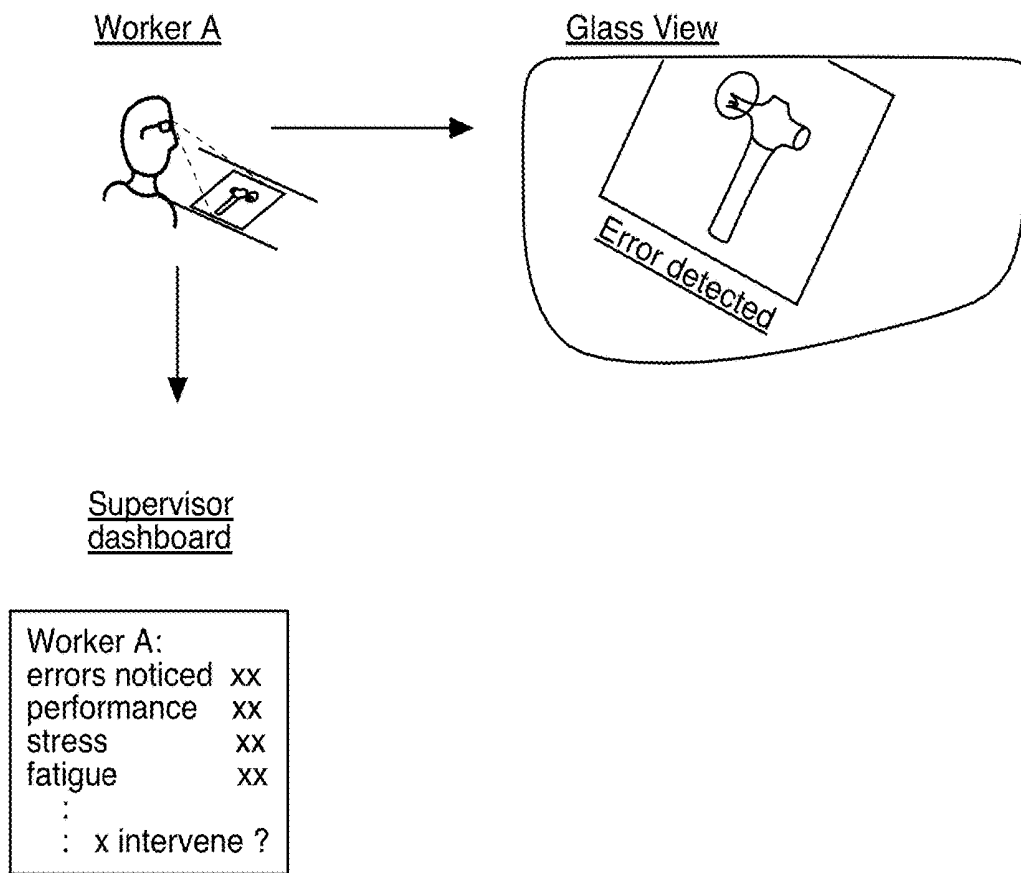 Worker A
Glass View
Error detected
Supervisor
dashboard
Worker A:
errors noticed xx
performance xx
stress xx
fatigue xx
:
: x intervene ?